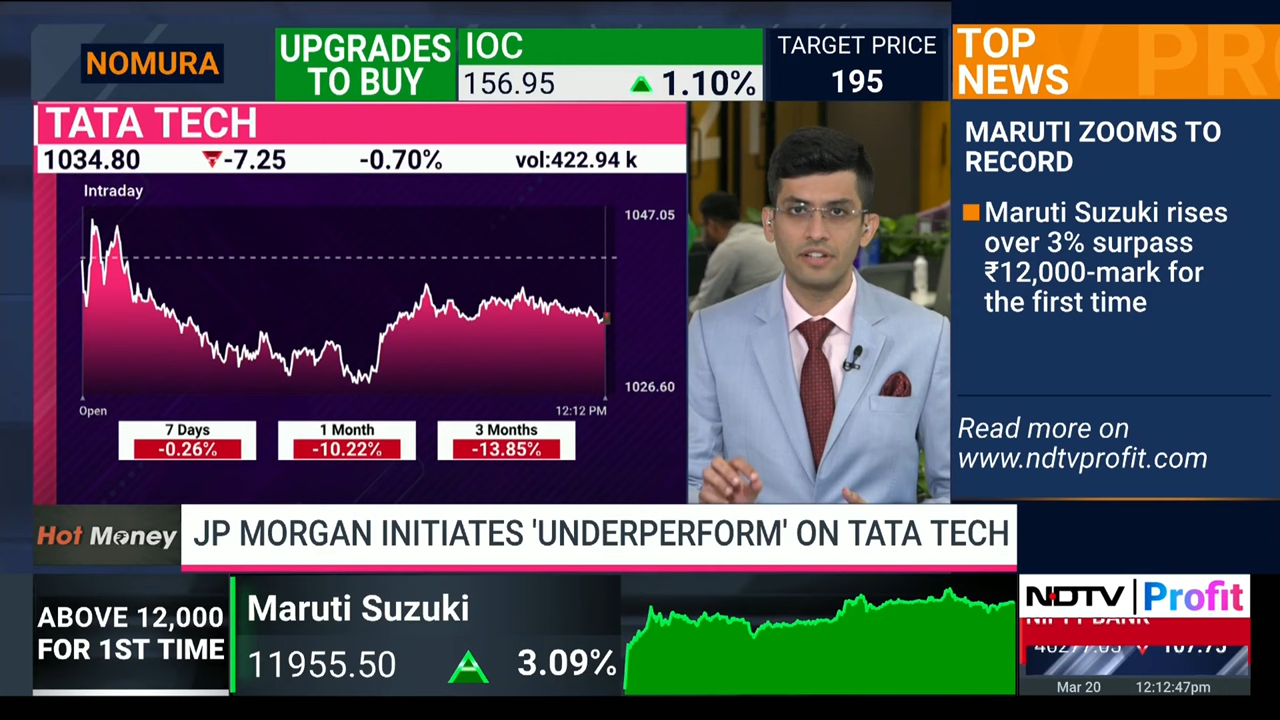 NOMURA
UPGRADES
TO BUY
IOC
156.95 1.10%
TARGET PRICE
195
TOP
NEWS
TATA TECH
1034.80 -7.25 -0.70% vol:422.94 k
Intraday
1047.05
1026.60
Open 12:12 PM
7 Days 1 Month 3 Months
-0.26% -10.22% -13.85%
MARUTI ZOOMS TO
RECORD
Maruti Suzuki rises
over 3% surpass
₹12,000-mark for
the first time
Read more on
www.ndtvprofit.com
Hot Money
JP MORGAN INITIATES 'UNDERPERFORM' ON TATA TECH
ABOVE 12,000
FOR 1ST TIME
Maruti Suzuki
11955.50 3.09%
NDTV Profit
NIFTY BANK
Mar 20 12:12:47pm